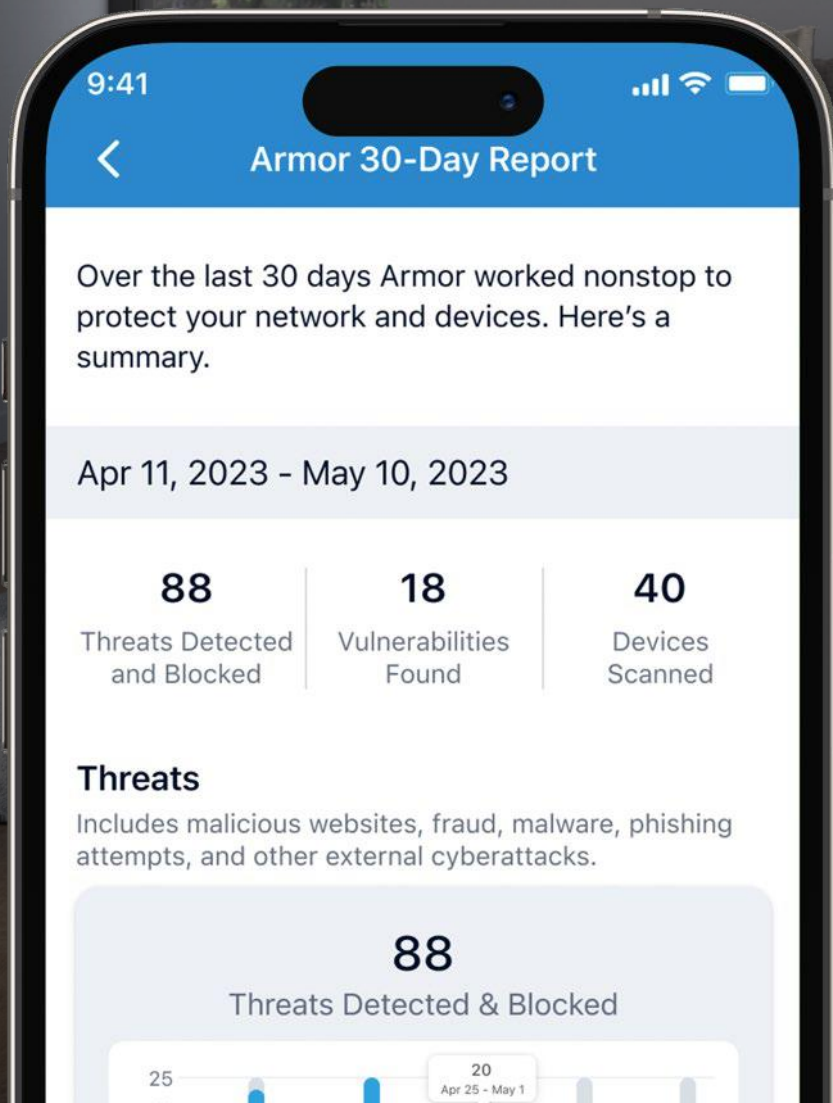 9:41
Armor 30-Day Report
Over the last 30 days Armor worked nonstop to
protect your network and devices. Here’s a
summary.
Apr 11, 2023 - May 10, 2023
88
Threats Detected
and Blocked
18
Vulnerabilities
Found
40
Devices
Scanned
Threats
Includes malicious websites, fraud, malware, phishing
attempts, and other external cyberattacks.
88
Threats Detected & Blocked
25
20
Apr 25 - May 1